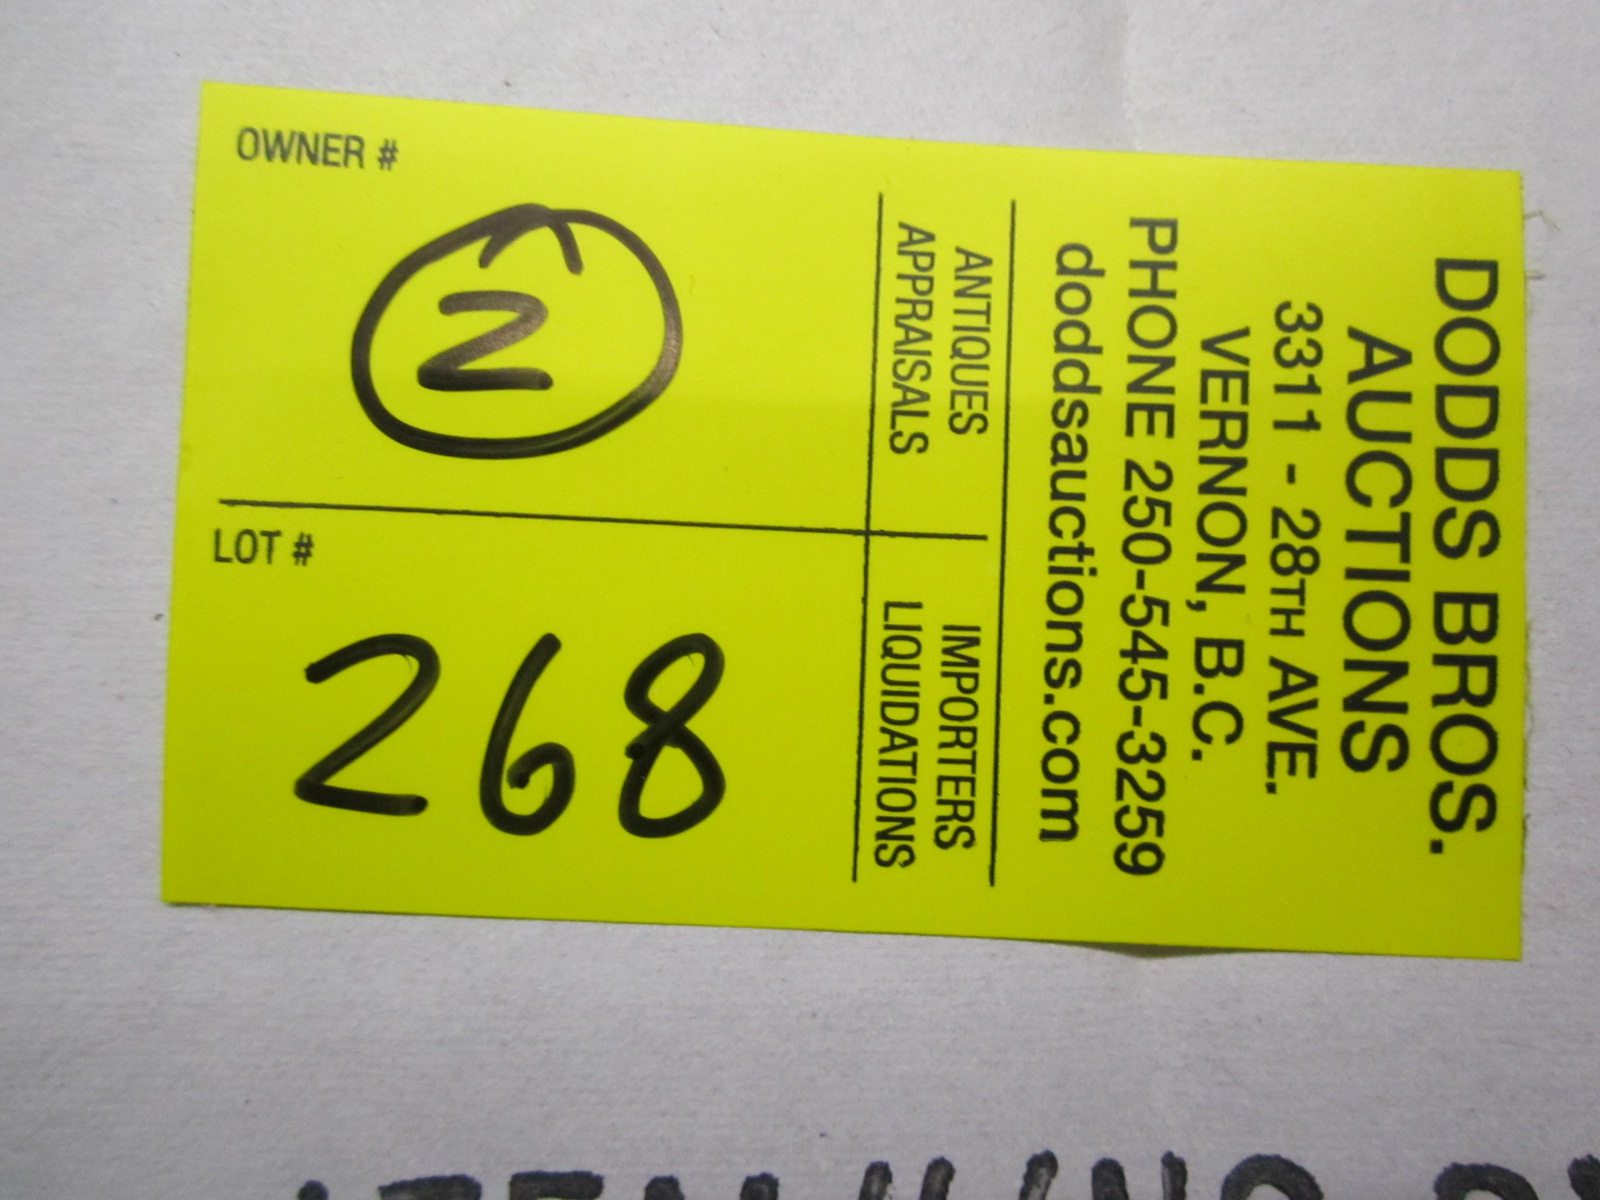 DODDS BROS.
AUCTIONS
3311 - 28TH AVE.
VERNON, B.C.
PHONE 250-545-3259
doddsauctions.com
ANTIQUES
APPRAISALS
IMPORTERS
LIQUIDATIONS
OWNER #
2
LOT #
268